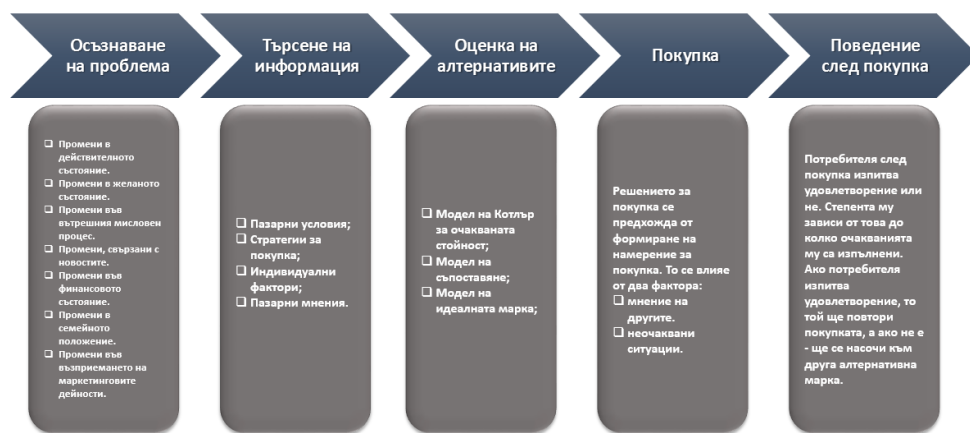 Осъзнаване
на проблема
Търсене на
информация
Оценка на
алтернативите
Покупка
Поведение
след покупка
❑ Промени в
действителното
състояние.
❑ Промени в желаното
състояние.
❑ Промени във
вътрешния мисловен
процес.
❑ Промени, свързани с
новостите.
❑ Промени във
финансовото
състояние.
❑ Промени в
семейното
положение.
❑ Промени във
възприемането на
маркетинговите
дейности.
❑ Пазарни условия;
❑ Стратегии за
покупка;
❑ Индивидуални
фактори;
❑ Пазарни мнения.
❑ Модел на Котлър
за очакваната
стойност;
❑ Модел на
съпоставяне;
❑ Модел на
идеалната марка;
Решението за
покупка се
предхожда от
формиране на
намерение за
покупка. То се влияе
от два фактора:
❑ мнение на
другите.
❑ неочаквани
ситуации.
Потребителя след
покупка изпитва
удовлетворение или
не. Степента му
зависи от това до
колко очакванията
му са изпълнени.
Ако потребителя
изпитва
удовлетворение, то
той ще повтори
покупката, а ако не е
- ще се насочи към
друга алтернативна
марка.